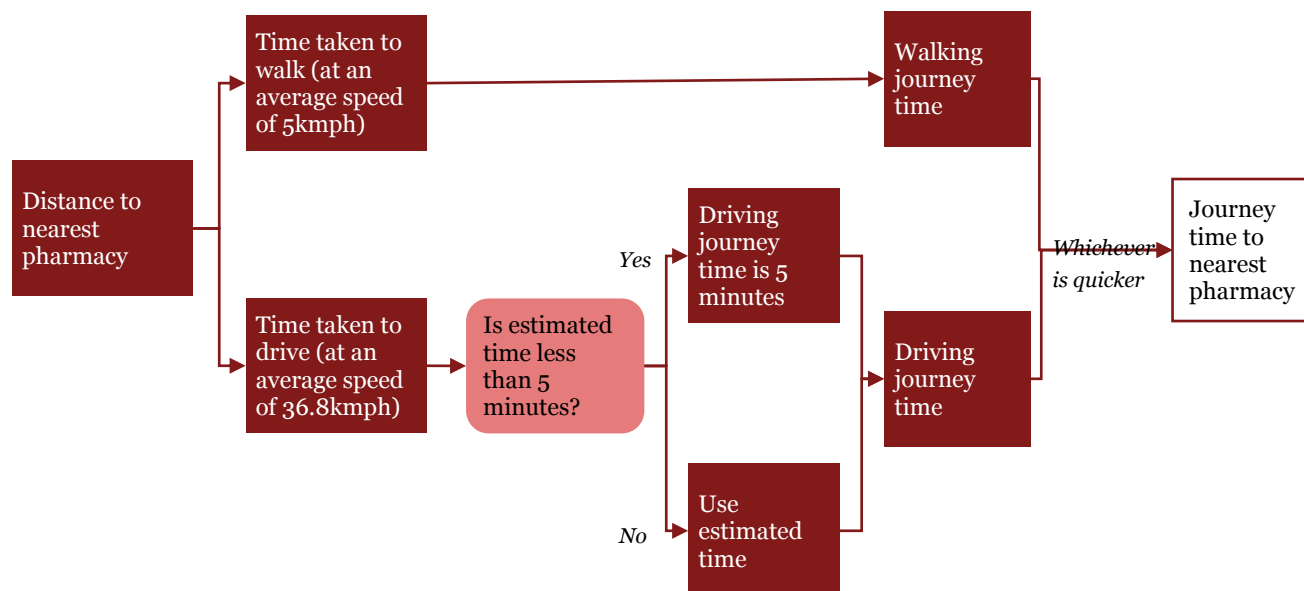 Distance to
nearest
pharmacy
Time taken to
walk (at an
average speed
of 5kmph)
Time taken to
drive (at an
average speed
of 36.8kmph)
Is estimated
time less
than 5
minutes?
Yes
Driving
journey
time is 5
minutes
No
Use
estimated
time
Walking
journey
time
Driving
journey
time
Whichever
is quicker
Journey
time to
nearest
pharmacy